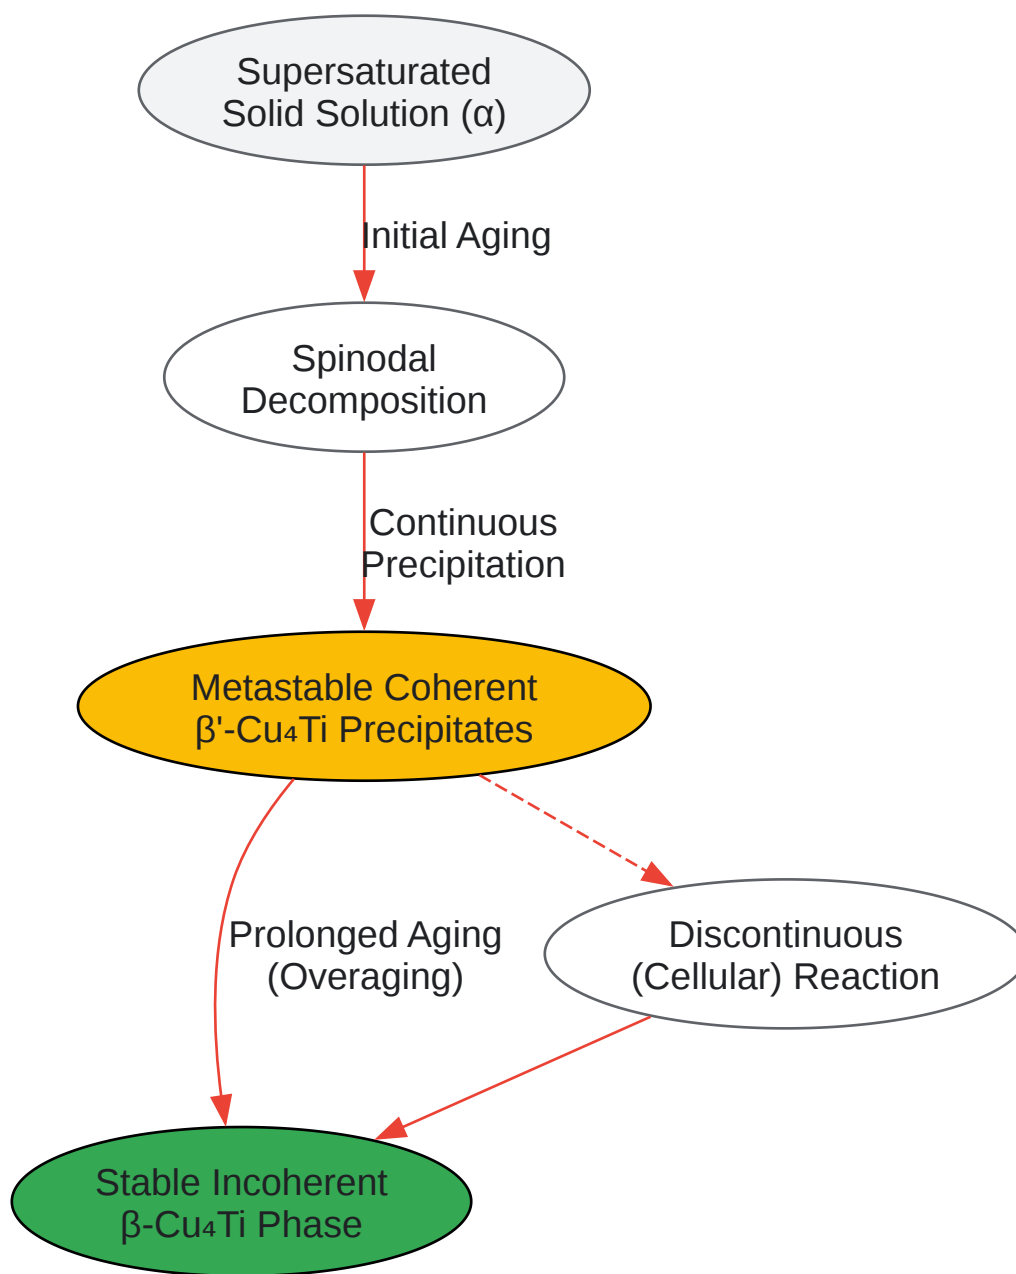 Supersaturated
Solid Solution (α)
Initial Aging
Spinodal
Decomposition
Continuous
Precipitation
Metastable Coherent
β'-Cu₄Ti Precipitates
Prolonged Aging
(Overaging)
Discontinuous
(Cellular) Reaction
Stable Incoherent
β-Cu₄Ti Phase